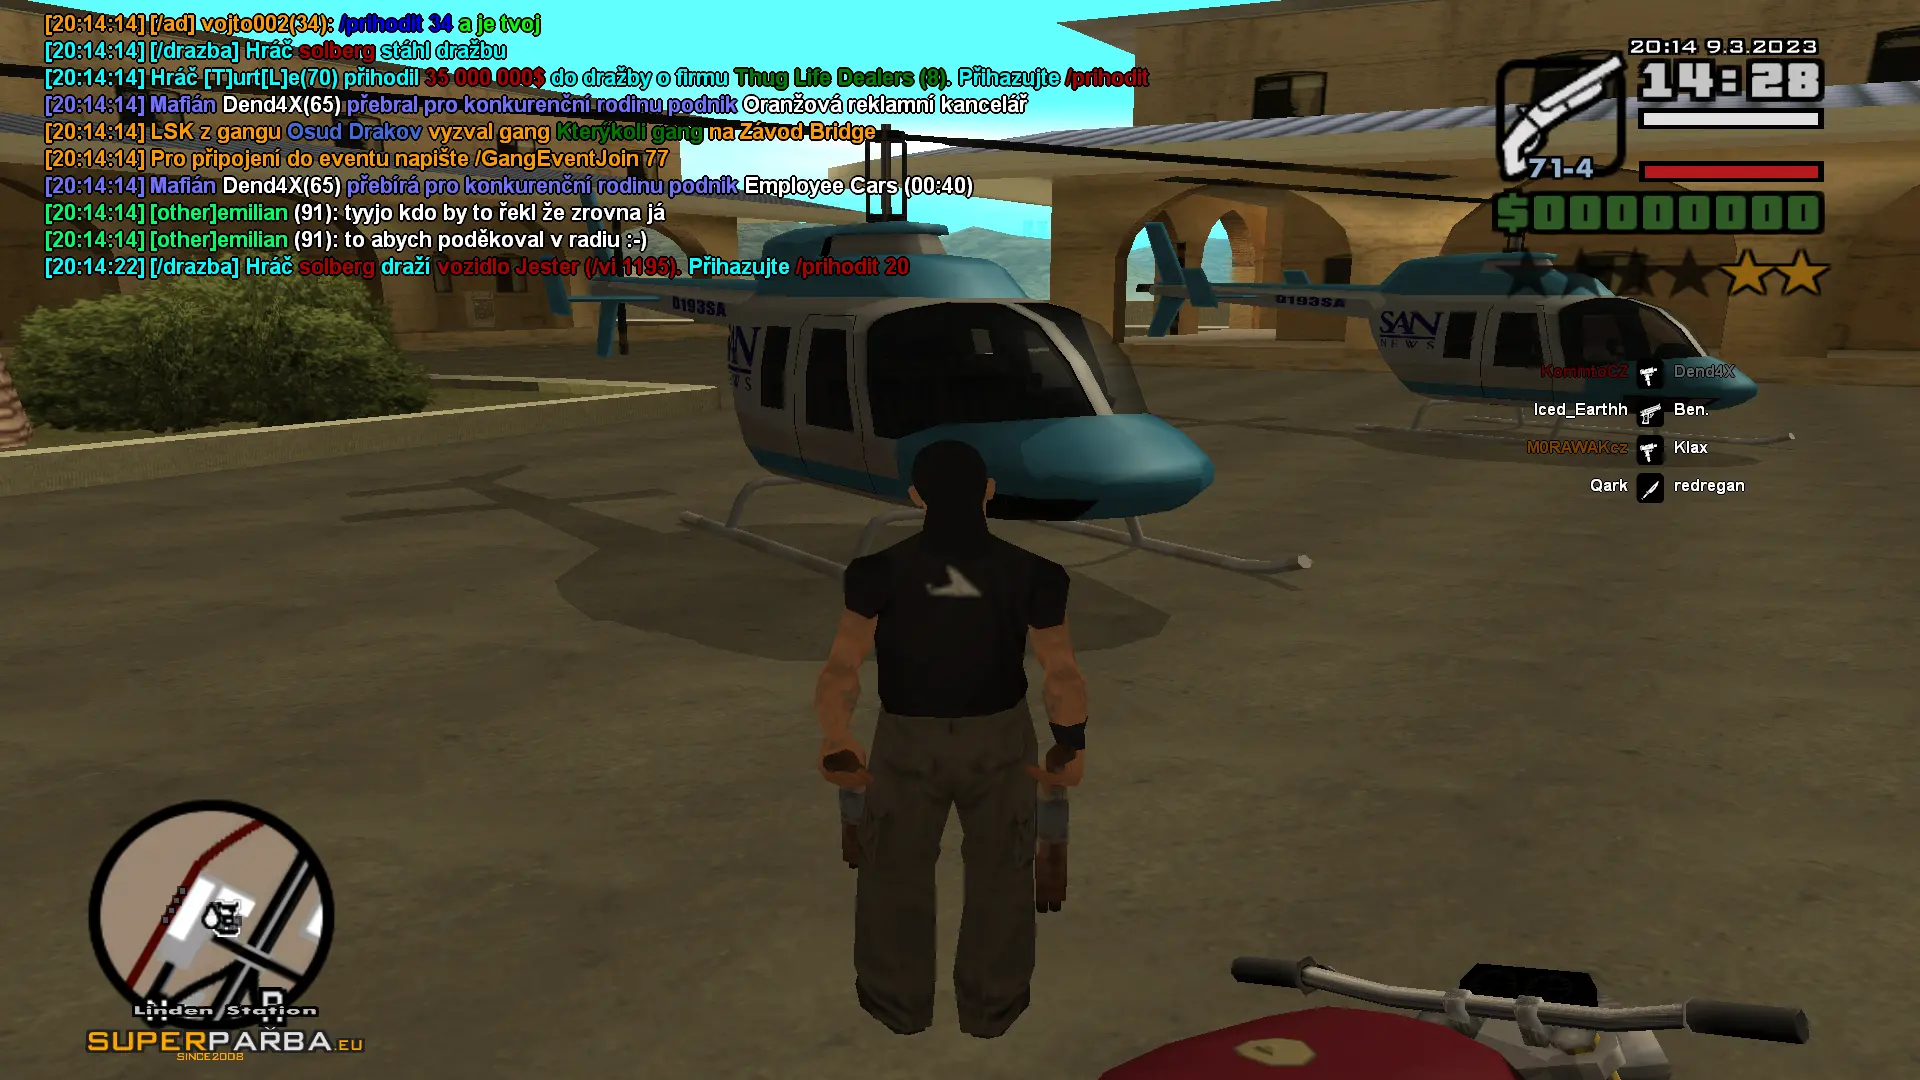 [20:14:14] [/ad] vojto002(34): /prihodit 34 a je tvoj
[20:14:14] [/drazba] Hráč solberg stáhl dražbu
[20:14:14] Hráč [T]urt[L]e(70) přihodil 35 000 000$ do dražby o firmu Thug Life Dealers (8). Přihazujte /prihodit
[20:14:14] Mafián Dend4X(65) přebral pro konkurenční rodinu podnik Oranžová reklamní kancelář
[20:14:14] LSK z gangu Osud Drakov vyzval gang Kterýkoli gang na Závod Bridge
[20:14:14] Pro připojení do eventu napište /GangEventJoin 77
[20:14:14] Mafián Dend4X(65) přebírá pro konkurenční rodinu podnik Employee Cars (00:40)
[20:14:14] [other]emilian (91): tyyjo kdo by to řekl že zrovna já
[20:14:14] [other]emilian (91): to abych poděkoval v radiu :-)
[20:14:22] [/drazba] Hráč solberg draží vozidlo Jester (/vi 1195). Přihazujte /prihodit 20
20:14 9.3.2023
14:28
71-4
$00000000
0193SA
0193SA
SAN
NEWS
KommtdCZ Dend4X
Iced_Earthh Ben.
M0RAWAKcz Klax
Qark redregan
Linden Station
SUPERPAŘBA.EU
SINCE2008